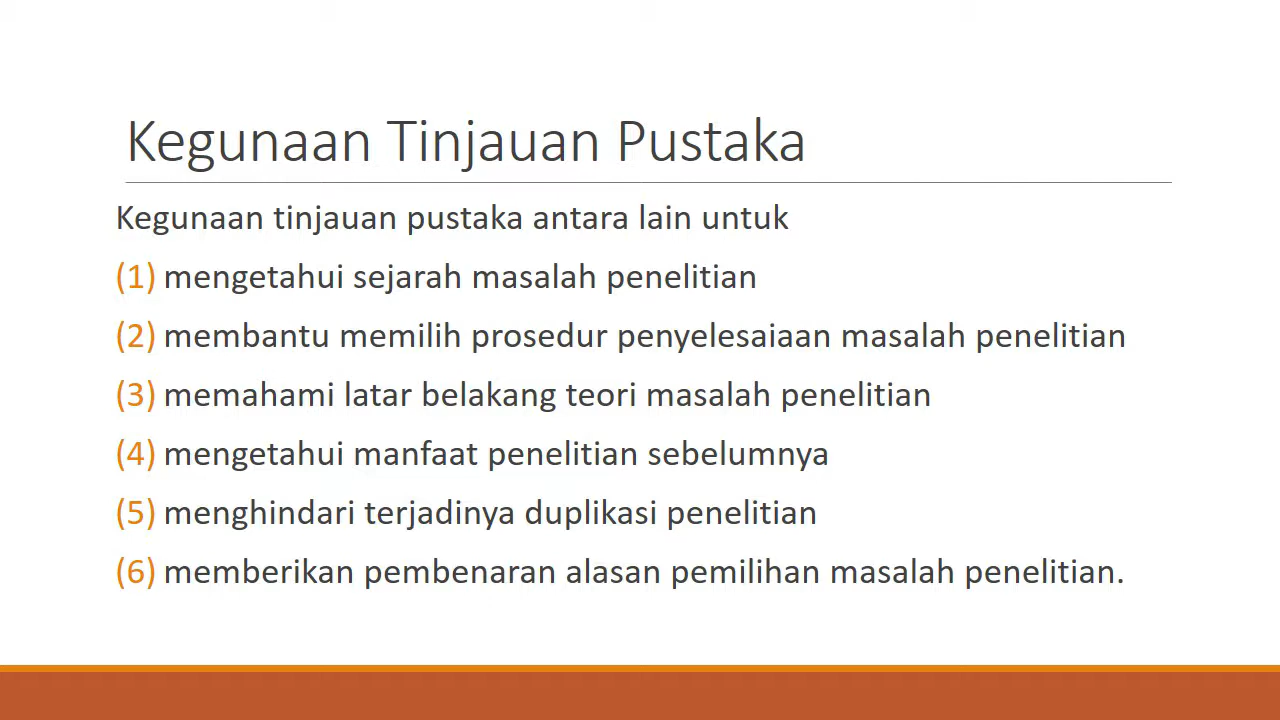 Kegunaan Tinjauan Pustaka
Kegunaan tinjauan pustaka antara lain untuk
(1) mengetahui sejarah masalah penelitian
(2) membantu memilih prosedur penyelesaiaan masalah penelitian
(3) memahami latar belakang teori masalah penelitian
(4) mengetahui manfaat penelitian sebelumnya
(5) menghindari terjadinya duplikasi penelitian
(6) memberikan pembenaran alasan pemilihan masalah penelitian.